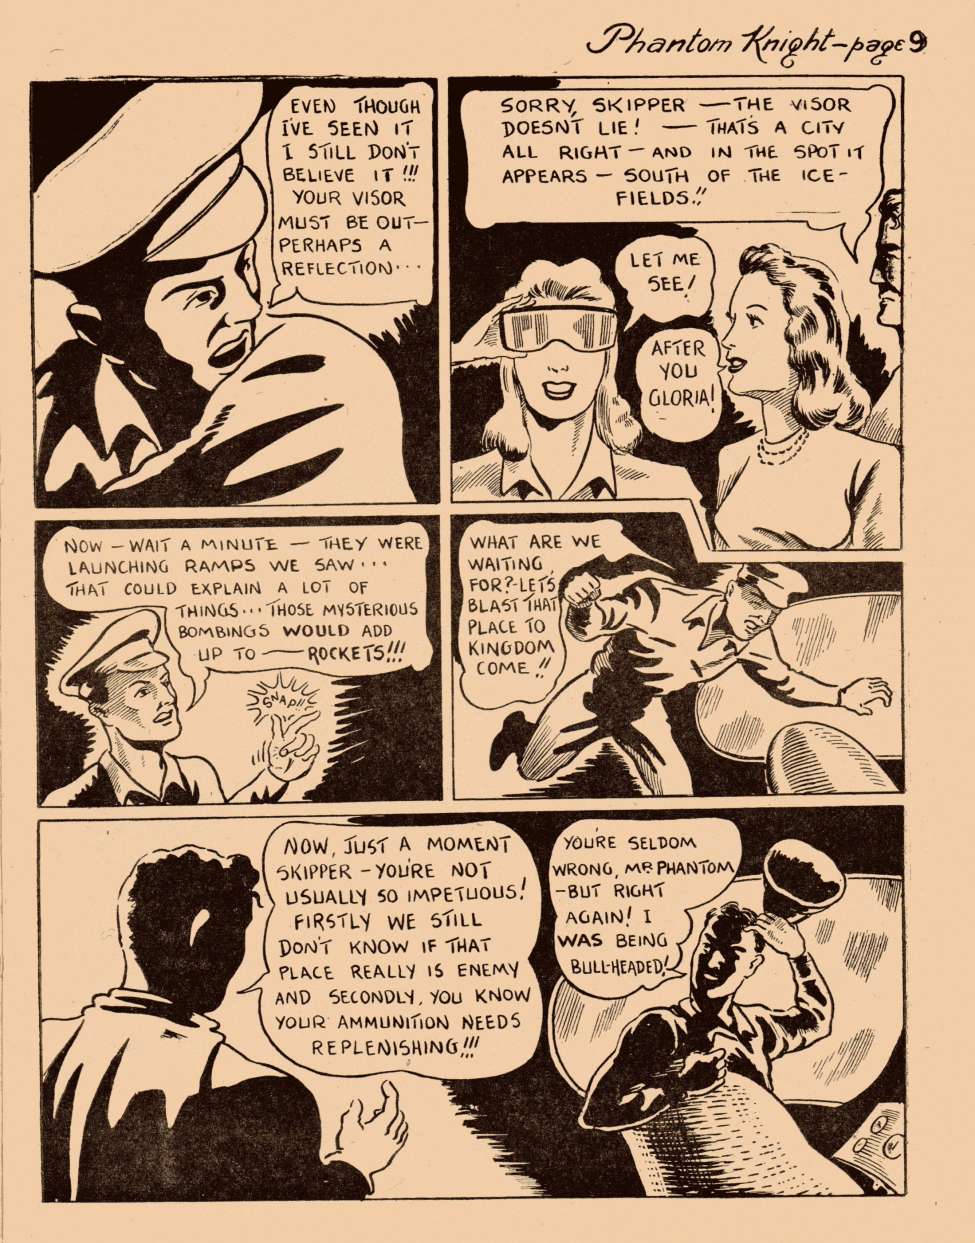 Phantom Knight-page 9
EVEN THOUGH
I'VE SEEN IT
I STILL DON'T
BELIEVE IT!!!
YOUR VISOR
MUST BE OUT—
PERHAPS A
REFLECTION...
SORRY, SKIPPER — THE VISOR
DOESN'T LIE! — THAT'S A CITY
ALL RIGHT — AND IN THE SPOT IT
APPEARS — SOUTH OF THE ICE-
FIELDS.!!
LET ME
SEE!
AFTER
YOU
GLORIA!
NOW — WAIT A MINUTE — THEY WERE
LAUNCHING RAMPS WE SAW...
THAT COULD EXPLAIN A LOT OF
THINGS... THOSE MYSTERIOUS
BOMBINGS WOULD ADD
UP TO — ROCKETS!!!
SNAP!!
WHAT ARE WE
WAITING
FOR?-LET'S
BLAST THAT
PLACE TO
KINGDOM
COME!!
NOW, JUST A MOMENT
SKIPPER - YOU'RE NOT
USUALLY SO IMPETUOUS!
FIRSTLY WE STILL
DON'T KNOW IF THAT
PLACE REALLY IS ENEMY
AND SECONDLY, YOU KNOW
YOUR AMMUNITION NEEDS
REPLENISHING!!!
YOU'RE SELDOM
WRONG, MR PHANTOM
-BUT RIGHT
AGAIN! I
WAS BEING
BULL-HEADED!